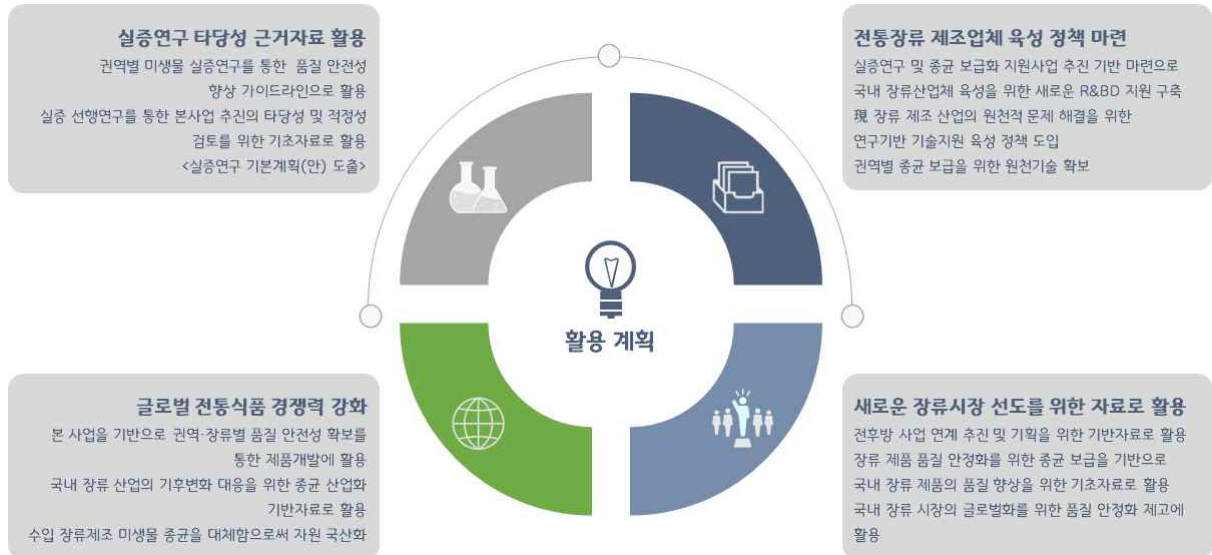 실증연구 타당성 근거자료 활용
권역별 미생물 실증연구를 통한 품질 안전성
향상 가이드라인으로 활용
실증 선행연구를 통한 본사업 추진의 타당성 및 적정성
검토를 위한 기초자료로 활용
<실증연구 기본계획(안) 도출>
전통장류 제조업체 육성 정책 마련
실증연구 및 종균 보급화 지원사업 추진 기반 마련으로
국내 장류산업체 육성을 위한 새로운 R&BD 지원 구축
現 장류 제조 산업의 원천적 문제 해결을 위한
연구기반 기술지원 육성 정책 도입
권역별 종균 보급을 위한 원천기술 확보
활용 계획
글로벌 전통식품 경쟁력 강화
본 사업을 기반으로 권역·장류별 품질 안전성 확보를
통한 제품개발에 활용
국내 장류 산업의 기후변화 대응을 위한 종균 산업화
기반자료로 활용
수입 장류제조 미생물 종균을 대체함으로써 자원 국산화
새로운 장류시장 선도를 위한 자료로 활용
전후방 사업 연계 추진 및 기획을 위한 기반자료로 활용
장류 제품 품질 안정화를 위한 종균 보급을 기반으로
국내 장류 제품의 품질 향상을 위한 기초자료로 활용
국내 장류 시장의 글로벌화를 위한 품질 안정화 제고에
활용